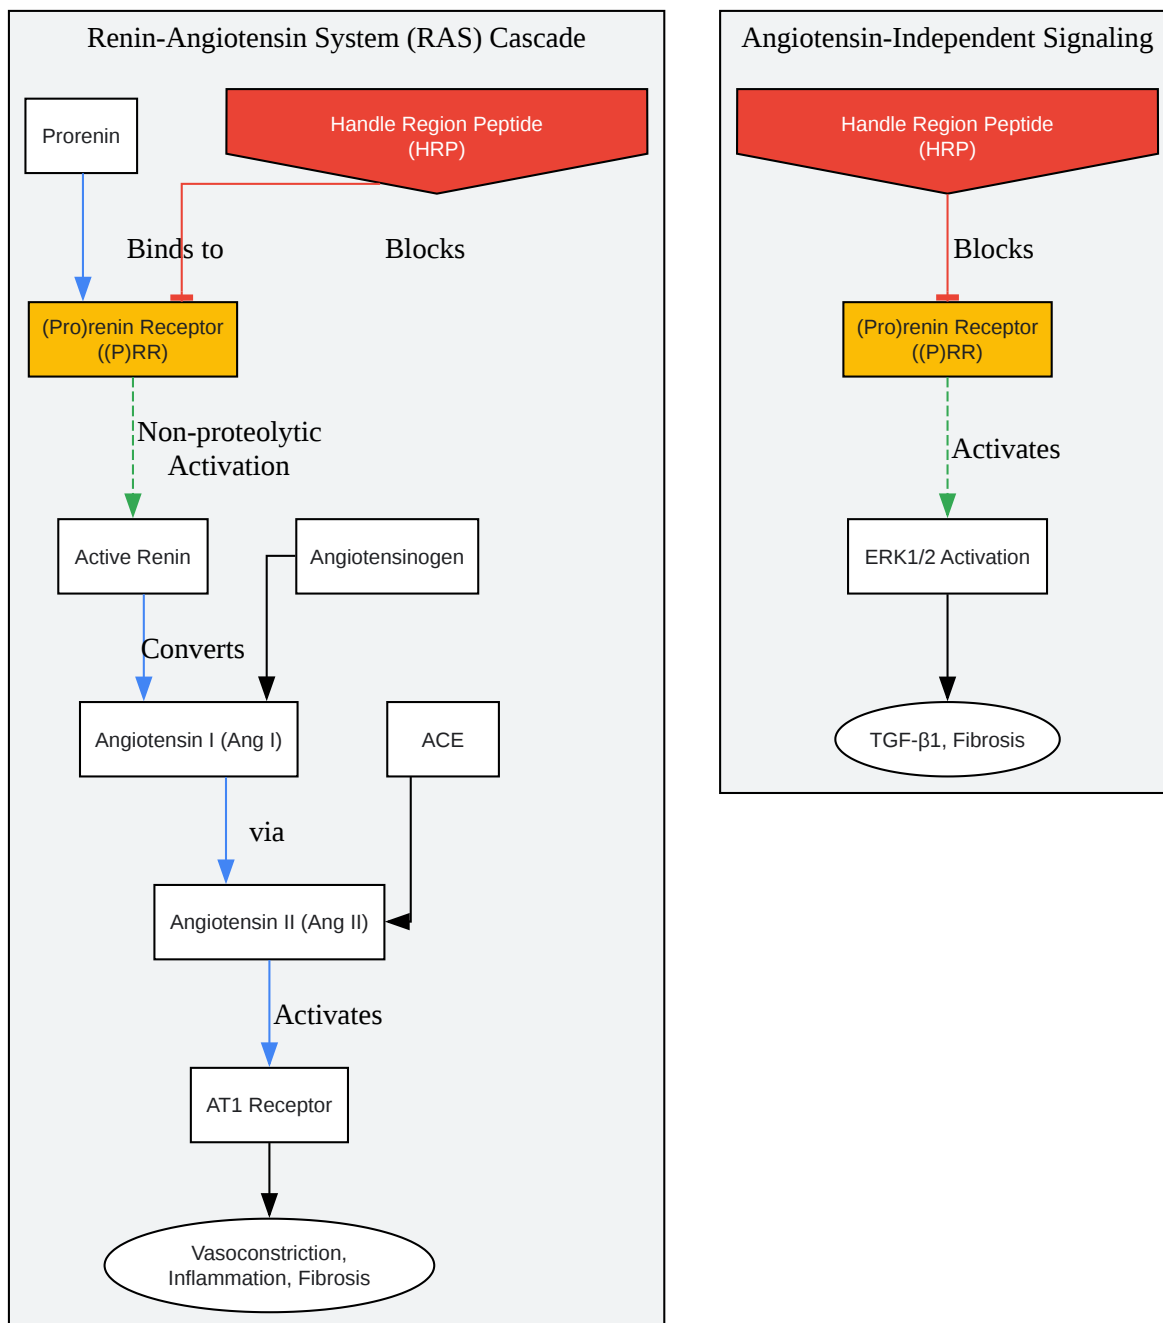 Renin-Angiotensin System (RAS) Cascade
Prorenin
Handle Region Peptide
(HRP)
Binds to
Blocks
(Pro)renin Receptor
((P)RR)
Non-proteolytic
Activation
Active Renin
Angiotensinogen
Converts
Angiotensin I (Ang I)
ACE
via
Angiotensin II (Ang II)
Activates
AT1 Receptor
Vasoconstriction,
Inflammation, Fibrosis
Angiotensin-Independent Signaling
Handle Region Peptide
(HRP)
Blocks
(Pro)renin Receptor
((P)RR)
Activates
ERK1/2 Activation
TGF-β1, Fibrosis